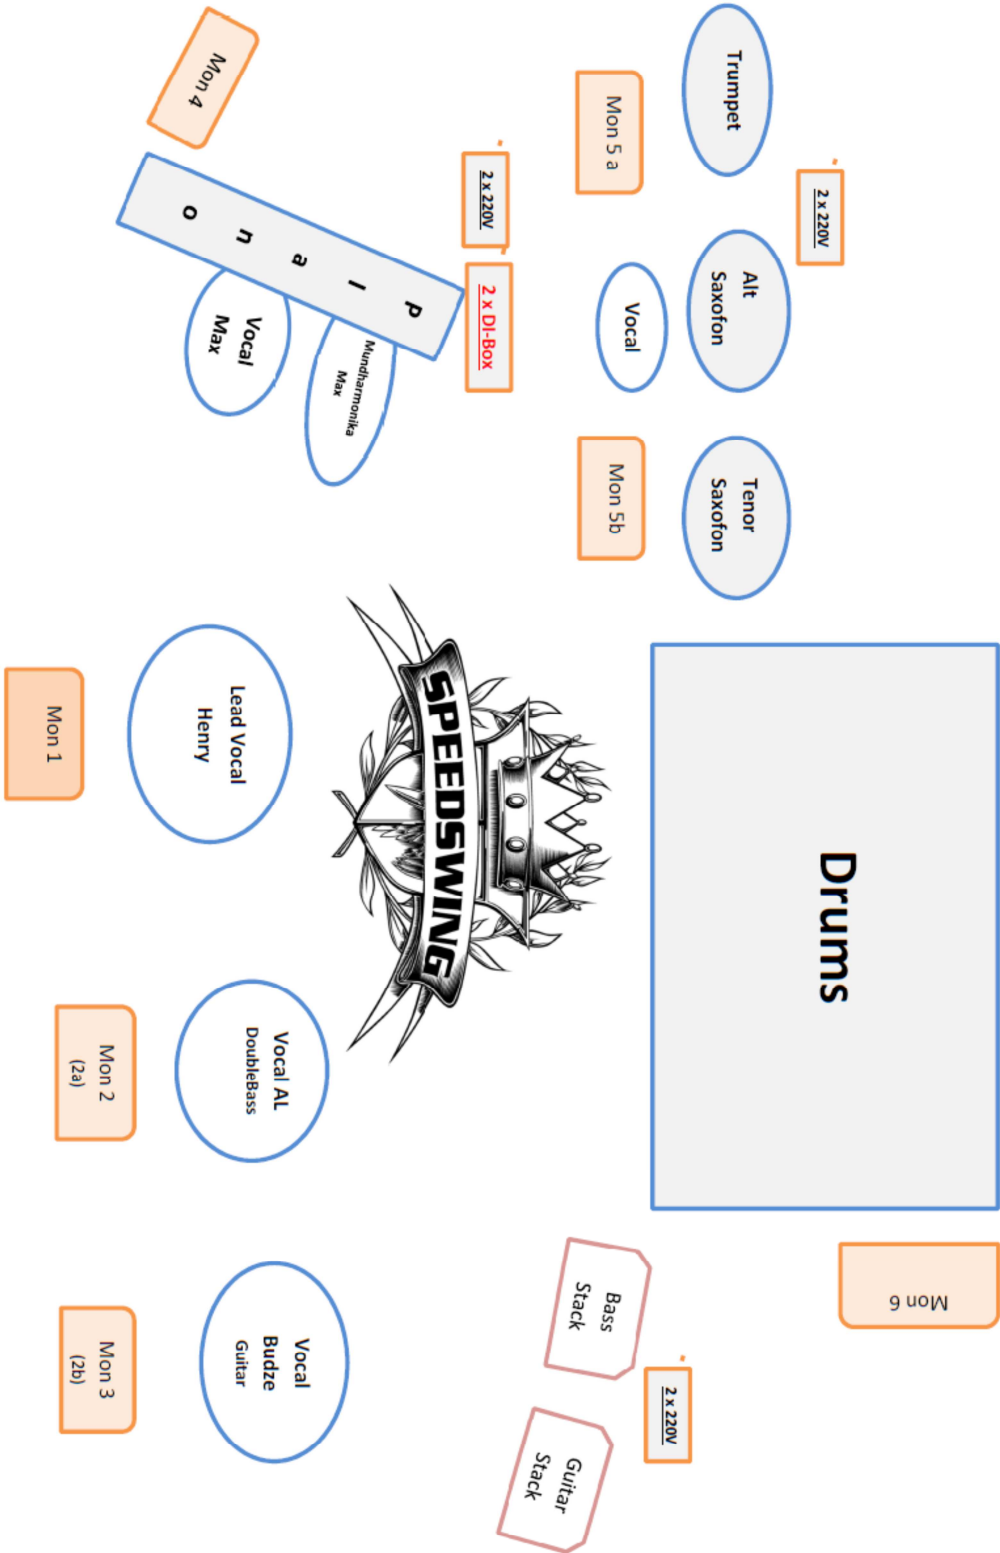 Trumpet
2 x 220V
Alt
Saxofon
Tenor
Saxofon
Drums
Mon 6
Mon 5 a
Vocal
Mon 5b
2 x 220V
2 x DI-Box
2 x 220V
Bass
Stack
Guitar
Stack
SPEEDSWING
Mon 4
P I a n o
Mundharmonika
Max
Vocal
Max
Lead Vocal
Henry
Vocal AL
DoubleBass
Vocal
Budze
Guitar
Mon 1
Mon 2
(2a)
Mon 3
(2b)